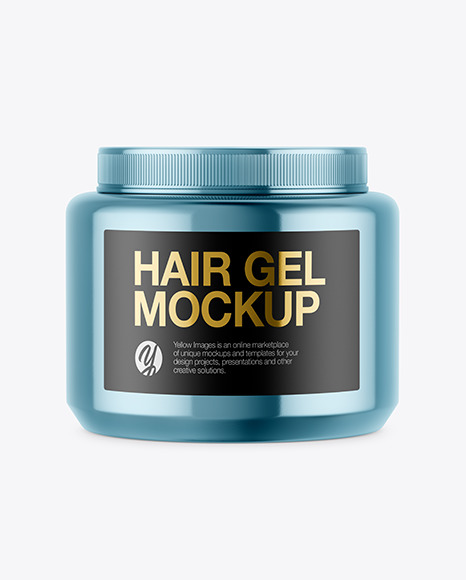 HAIR GEL
MOCKUP
Yellow Images is an online marketplace
of unique mockups and templates for your
design projects, presentations and other
creative solutions.